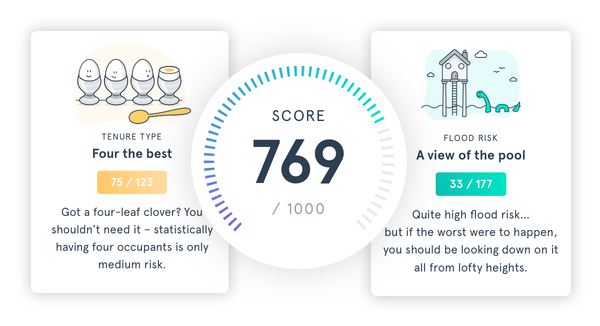 TENURE TYPE
Four the best
75 / 123
Got a four-leaf clover? You
shouldn't need it – statistically
having four occupants is only
medium risk.
SCORE
769
/ 1000
FLOOD RISK
A view of the pool
33 / 177
Quite high flood risk...
but if the worst were to happen,
you should be looking down on it
all from lofty heights.